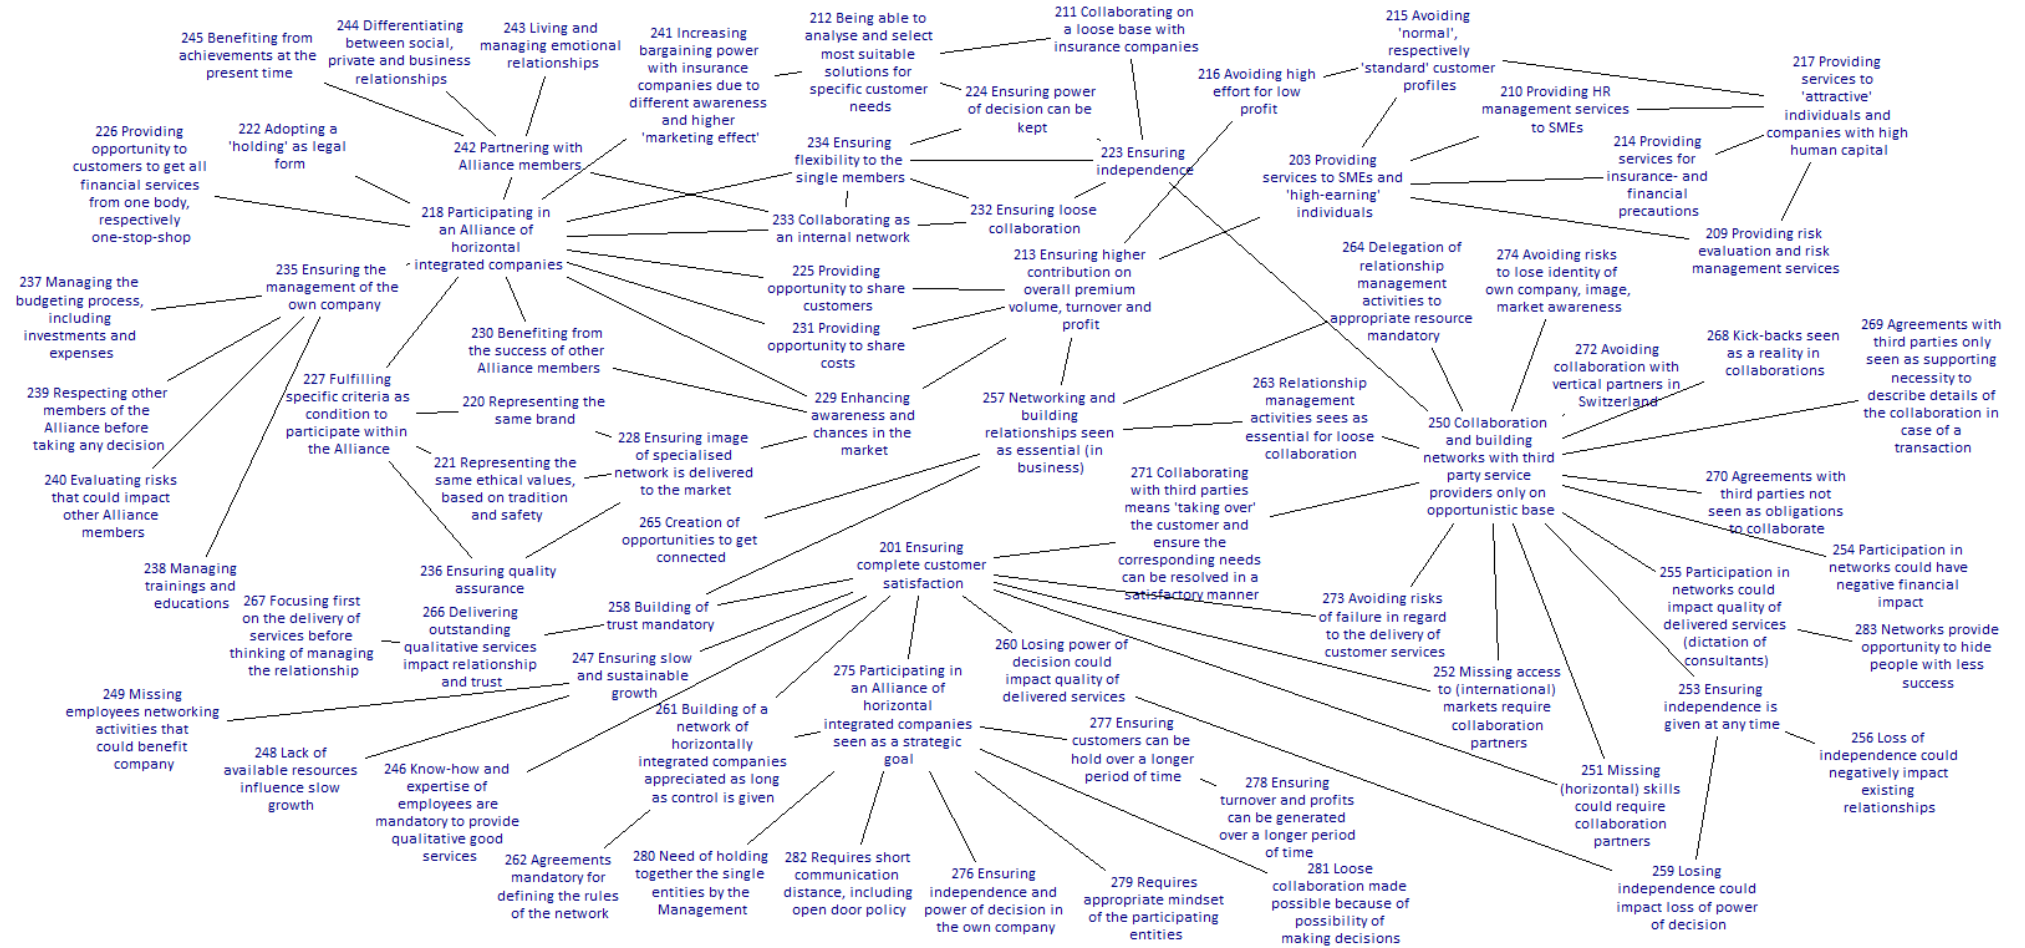 245 Benefiting from
achievements at the
present time
244 Differentiating
between social,
private and business
relationships
243 Living and
managing emotional
relationships
241 Increasing
bargaining power
with insurance
companies due to
different awareness
and higher
'marketing effect'
212 Being able to
analyse and select
most suitable
solutions for
specific customer
needs
211 Collaborating on
a loose base with
insurance companies
215 Avoiding
'normal',
respectively
'standard' customer
profiles
217 Providing
services to
'attractive'
individuals and
companies with high
human capital
216 Avoiding high
effort for low
profit
210 Providing HR
management services
to SMEs
224 Ensuring power
of decision can be
kept
226 Providing
opportunity to
customers to get all
financial services
from one body,
respectively
one-stop-shop
222 Adopting a
'holding' as legal
form
242 Partnering with
Alliance members
234 Ensuring
flexibility to the
single members
223 Ensuring
independence
203 Providing
services to SMEs and
'high-earning'
individuals
214 Providing
services for
insurance- and
financial
precautions
218 Participating in
an Alliance of
horizontal
integrated companies
233 Collaborating as
an internal network
232 Ensuring loose
collaboration
209 Providing risk
evaluation and risk
management services
213 Ensuring higher
contribution on
overall premium
volume, turnover and
profit
264 Delegation of
relationship
management
activities to
appropriate resource
mandatory
274 Avoiding risks
to lose identity of
own company, image,
market awareness
237 Managing the
budgeting process,
including
investments and
expenses
235 Ensuring the
management of the
own company
225 Providing
opportunity to share
customers
231 Providing
opportunity to share
costs
230 Benefiting from
the success of other
Alliance members
272 Avoiding
collaboration with
vertical partners in
Switzerland
268 Kick-backs seen
as a reality in
collaborations
269 Agreements with
third parties only
seen as supporting
necessity to
describe details of
the collaboration in
case of a
transaction
239 Respecting other
members of the
Alliance before
taking any decision
227 Fulfilling
specific criteria as
condition to
participate within
the Alliance
220 Representing the
same brand
229 Enhancing
awareness and
chances in the
market
257 Networking and
building
relationships seen
as essential (in
business)
263 Relationship
management
activities sees as
essential for loose
collaboration
250 Collaboration
and building
networks with third
party service
providers only on
opportunistic base
228 Ensuring image
of specialised
network is delivered
to the market
221 Representing the
same ethical values,
based on tradition
and safety
240 Evaluating risks
that could impact
other Alliance
members
271 Collaborating
with third parties
means 'taking over'
the customer and
ensure the
corresponding needs
can be resolved in a
satisfactory manner
270 Agreements with
third parties not
seen as obligations
to collaborate
265 Creation of
opportunities to get
connected
201 Ensuring
complete customer
satisfaction
254 Participation in
networks could have
negative financial
impact
238 Managing
trainings and
educations
236 Ensuring quality
assurance
255 Participation in
networks could
impact quality of
delivered services
(dictation of
consultants)
267 Focusing first
on the delivery of
services before
thinking of managing
the relationship
266 Delivering
outstanding
qualitative services
impact relationship
and trust
258 Building of
trust mandatory
273 Avoiding risks
of failure in regard
to the delivery of
customer services
283 Networks provide
opportunity to hide
people with less
success
247 Ensuring slow
and sustainable
growth
260 Losing power of
decision could
impact quality of
delivered services
275 Participating in
an Alliance of
horizontal
integrated companies
seen as a strategic
goal
252 Missing access
to (international)
markets require
collaboration
partners
253 Ensuring
independence is
given at any time
249 Missing
employees networking
activities that
could benefit
company
261 Building of a
network of
horizontally
integrated companies
appreciated as long
as control is given
277 Ensuring
customers can be
hold over a longer
period of time
256 Loss of
independence could
negatively impact
existing
relationships
248 Lack of
available resources
influence slow
growth
246 Know-how and
expertise of
employees are
mandatory to provide
qualitative good
services
278 Ensuring
turnover and profits
can be generated
over a longer period
of time
251 Missing
(horizontal) skills
could require
collaboration
partners
262 Agreements
mandatory for
defining the rules
of the network
280 Need of holding
together the single
entities by the
Management
282 Requires short
communication
distance, including
open door policy
276 Ensuring
independence and
power of decision in
the own company
279 Requires
appropriate mindset
of the participating
entities
281 Loose
collaboration made
possible because of
possibility of
making decisions
259 Losing
independence could
impact loss of power
of decision